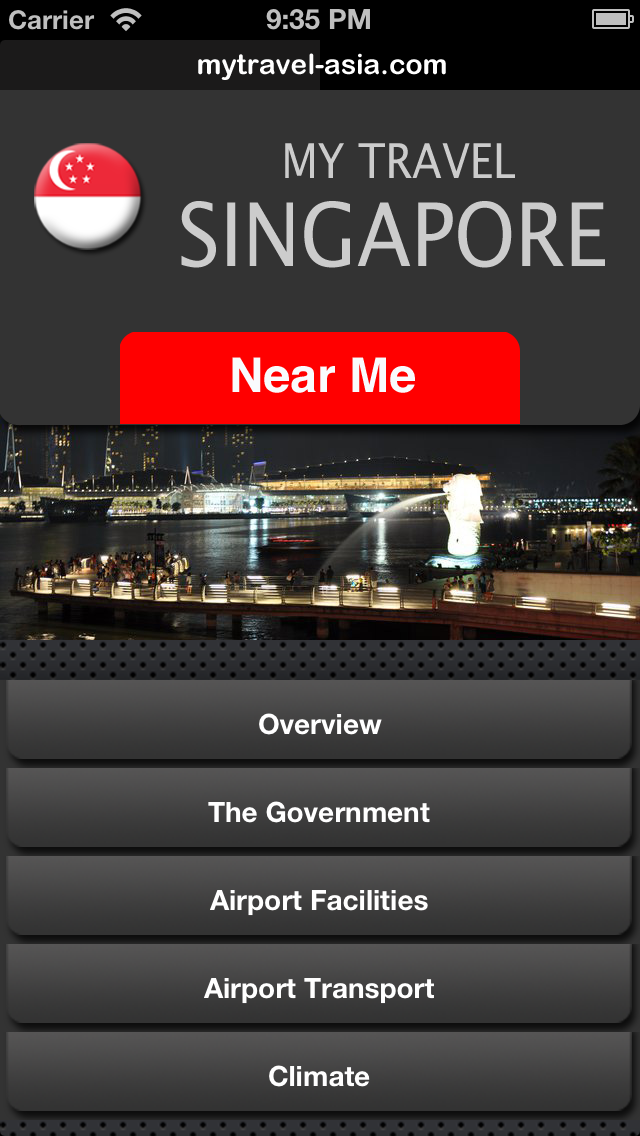 Carrier 9:35 PM
mytravel-asia.com
MY TRAVEL
SINGAPORE
Near Me
Overview
The Government
Airport Facilities
Airport Transport
Climate